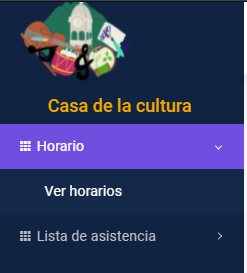 Casa de la cultura
Horario
Ver horarios
Lista de asistencia